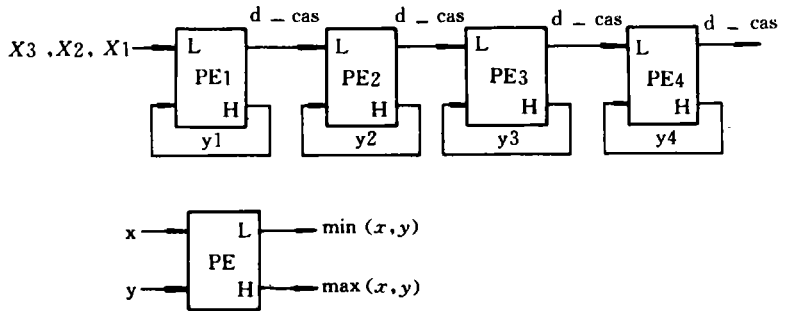 d _ cas d _ cas d _ cas d _ cas
X3 ,X2, X1 L L L L
PE1 PE2 PE3 PE4
H H H H
y1 y2 y3 y4
x L min (x,y)
PE
y H max (x,y)